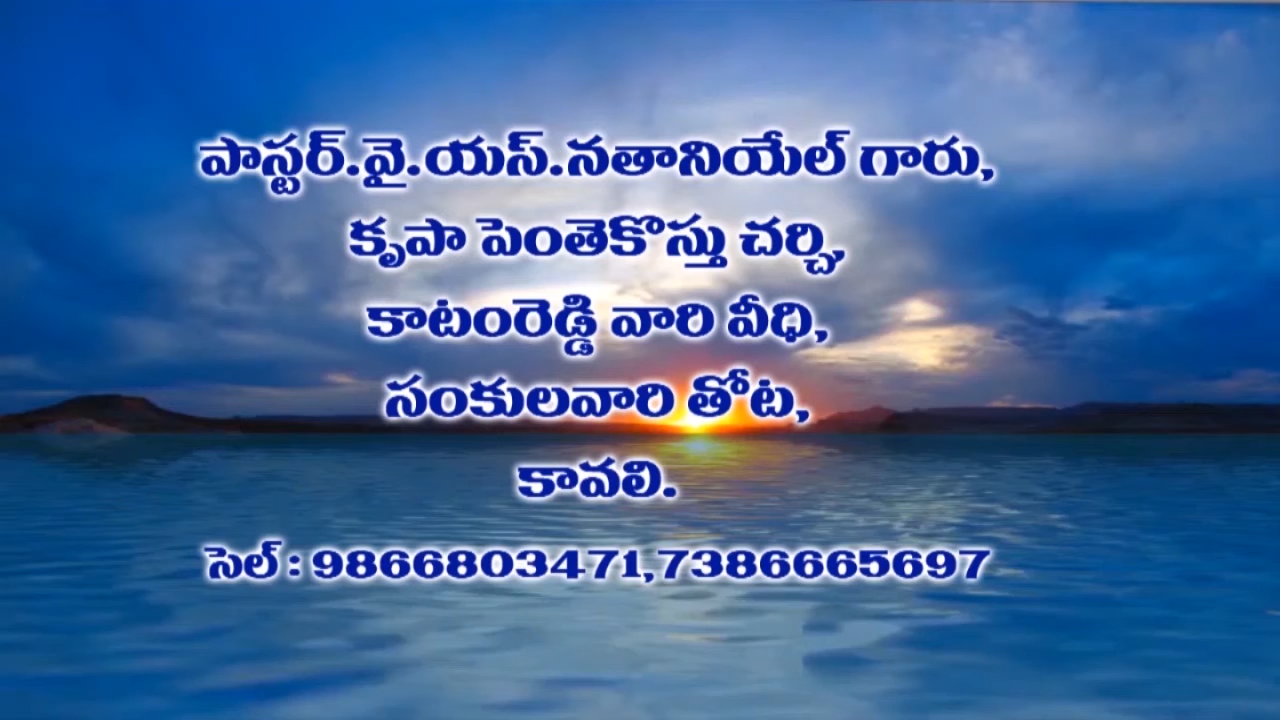 పాస్టర్.వై.యస్.నతానియేల్ గారు,
కృపా పెంతెకొస్తు చర్చి,
కాటంరెడ్డి వారి వీధి,
సంకులవారి తోట,
కావలి.
సెల్ : 9866803471,7386665697